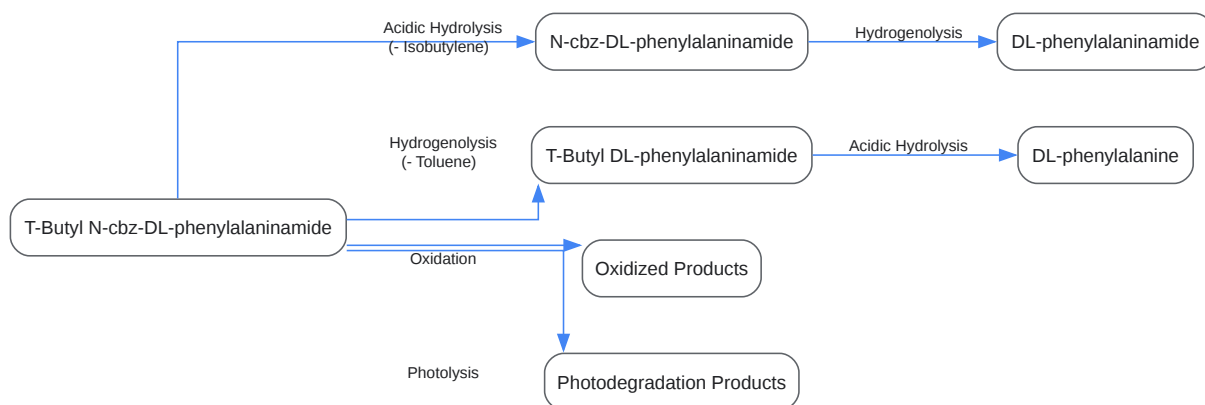 Acidic Hydrolysis
(- Isobutylene)
N-cbz-DL-phenylalaninamide
Hydrogenolysis
DL-phenylalaninamide
Hydrogenolysis
(- Toluene)
T-Butyl DL-phenylalaninamide
Acidic Hydrolysis
DL-phenylalanine
T-Butyl N-cbz-DL-phenylalaninamide
Oxidation
Oxidized Products
Photolysis
Photodegradation Products